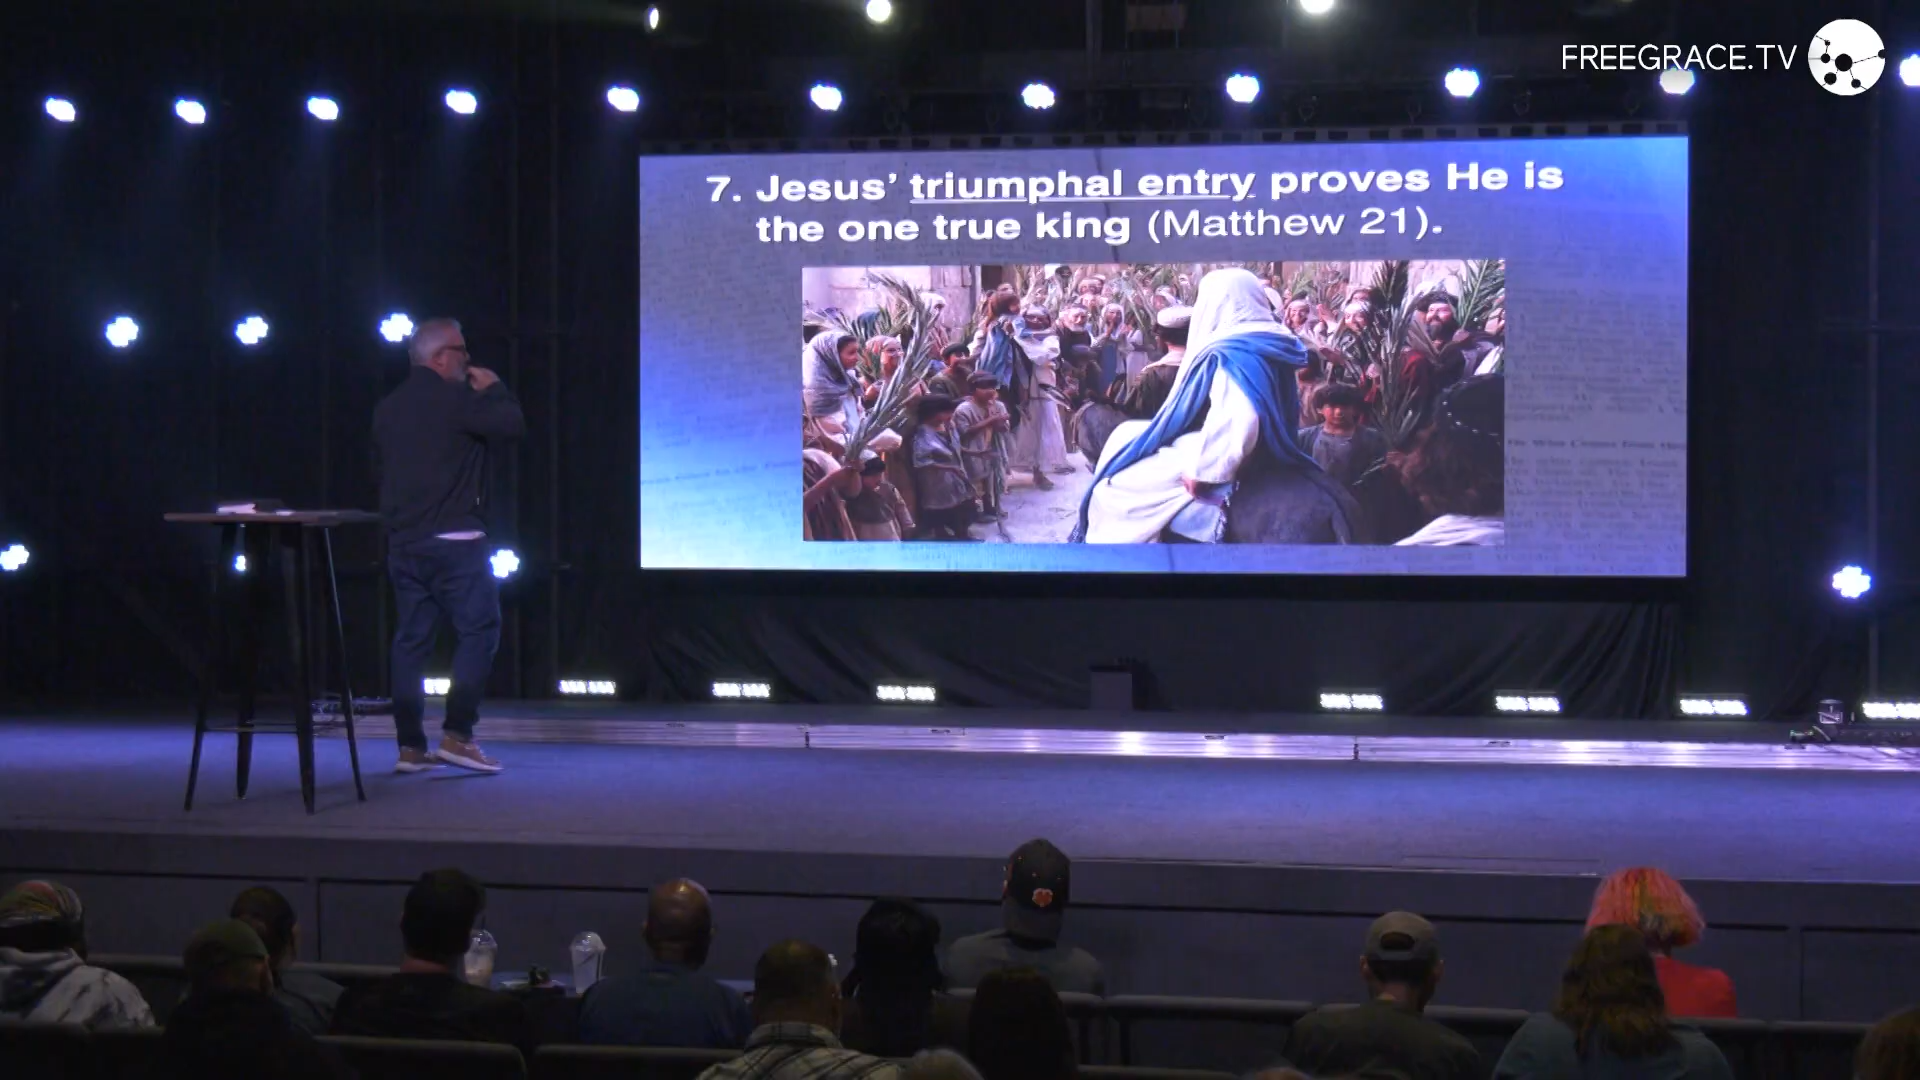 FREEGRACE.TV
7. Jesus’ triumphal entry proves He is
the one true king (Matthew 21).